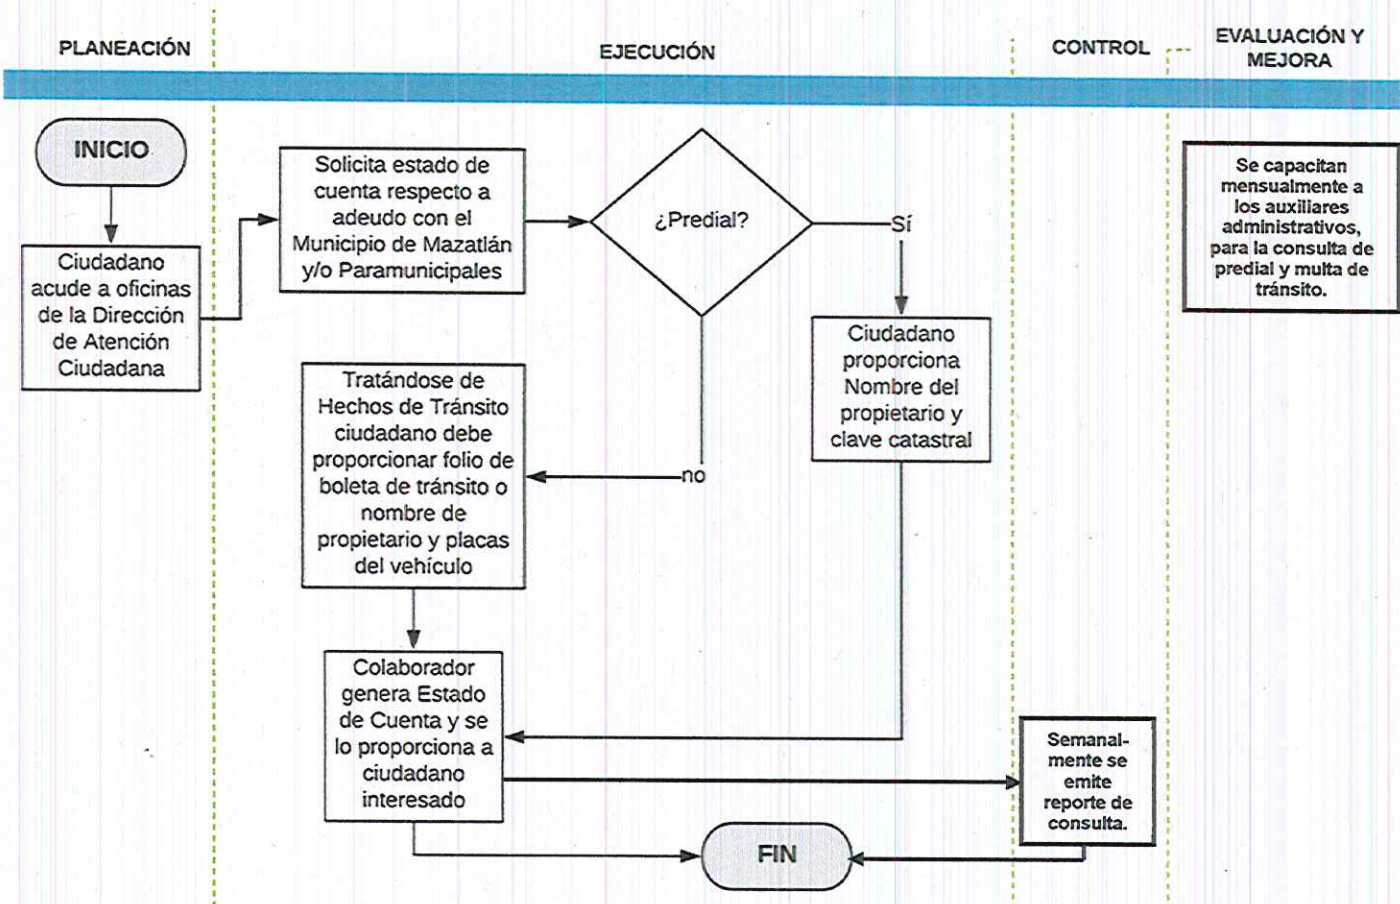 PLANEACIÓN
EJECUCIÓN
CONTROL
EVALUACIÓN Y
MEJORA
INICIO
Ciudadano
acude a oficinas
de la Dirección
de Atención
Ciudadana
Solicita estado de
cuenta respecto a
adeudo con el
Municipio de Mazatlán
y/o Paramunicipales
¿Predial?
Sí
no
Ciudadano
proporciona
Nombre del
propietario y
clave catastral
Tratándose de
Hechos de Tránsito
ciudadano debe
proporcionar folio de
boleta de tránsito o
nombre de
propietario y placas
del vehículo
Colaborador
genera Estado
de Cuenta y se
lo proporciona a
ciudadano
interesado
Semanal-
mente se
emite
reporte de
consulta.
FIN
Se capacitan
mensualmente a
los auxiliares
administrativos,
para la consulta de
predial y multa de
tránsito.